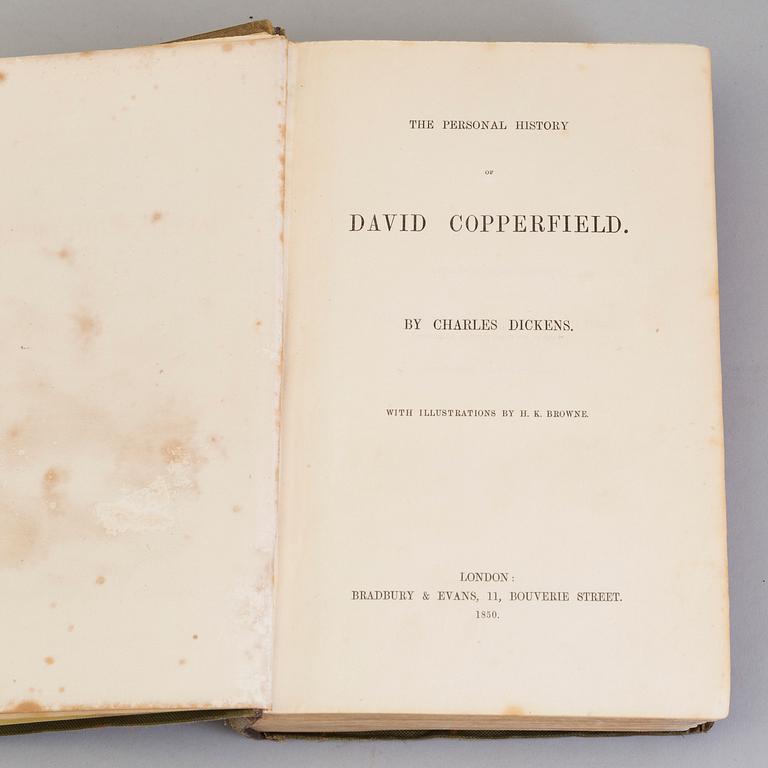 THE PERSONAL HISTORY
OF
DAVID COPPERFIELD.
BY CHARLES DICKENS.
WITH ILLUSTRATIONS BY H. K. BROWNE.
LONDON:
BRADBURY & EVANS, 11, BOUVERIE STREET.
1850.